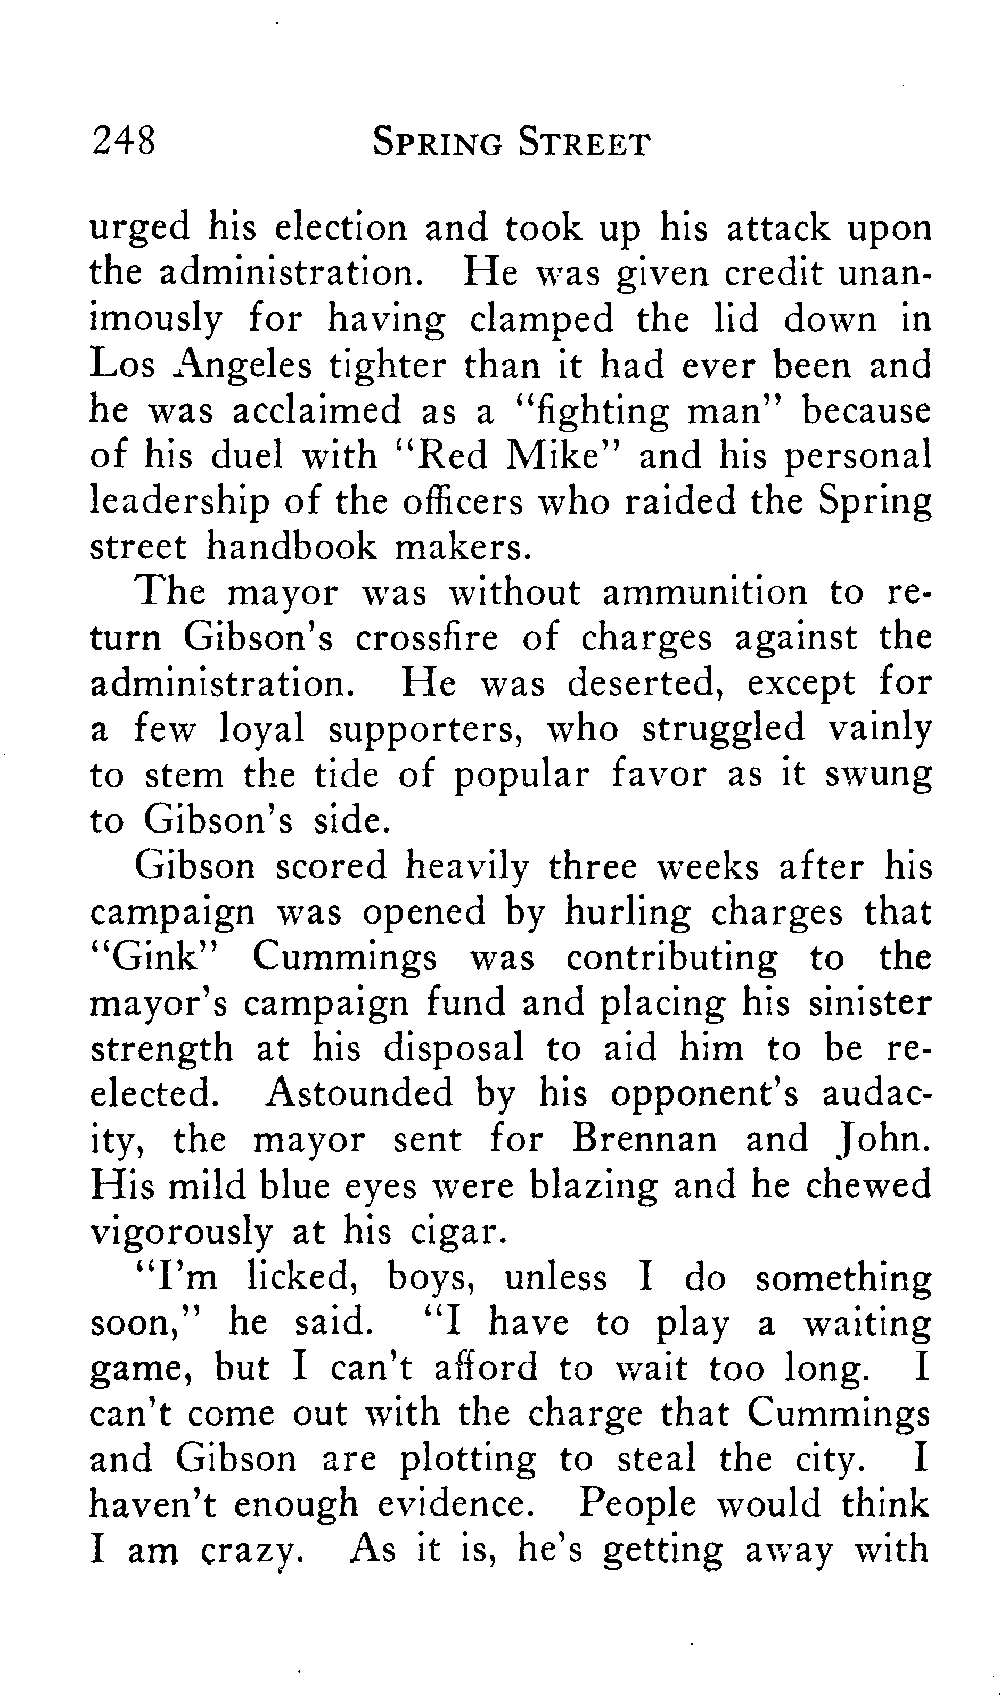 248 SPRING STREET
urged his election and took up his attack upon
the administration. He was given credit unan-
imously for having clamped the lid down in
Los Angeles tighter than it had ever been and
he was acclaimed as a "fighting man" because
of his duel with "Red Mike" and his personal
leadership of the officers who raided the Spring
street handbook makers.
The mayor was without ammunition to re-
turn Gibson's crossfire of charges against the
administration. He was deserted, except for
a few loyal supporters, who struggled vainly
to stem the tide of popular favor as it swung
to Gibson's side.
Gibson scored heavily three weeks after his
campaign was opened by hurling charges that
"Gink" Cummings was contributing to the
mayor's campaign fund and placing his sinister
strength at his disposal to aid him to be re-
elected. Astounded by his opponent's audac-
ity, the mayor sent for Brennan and John.
His mild blue eyes were blazing and he chewed
vigorously at his cigar.
"I'm licked, boys, unless I do something
soon," he said. "I have to play a waiting
game, but I can't afford to wait too long. I
can't come out with the charge that Cummings
and Gibson are plotting to steal the city. I
haven't enough evidence. People would think
I am crazy. As it is, he's getting away with